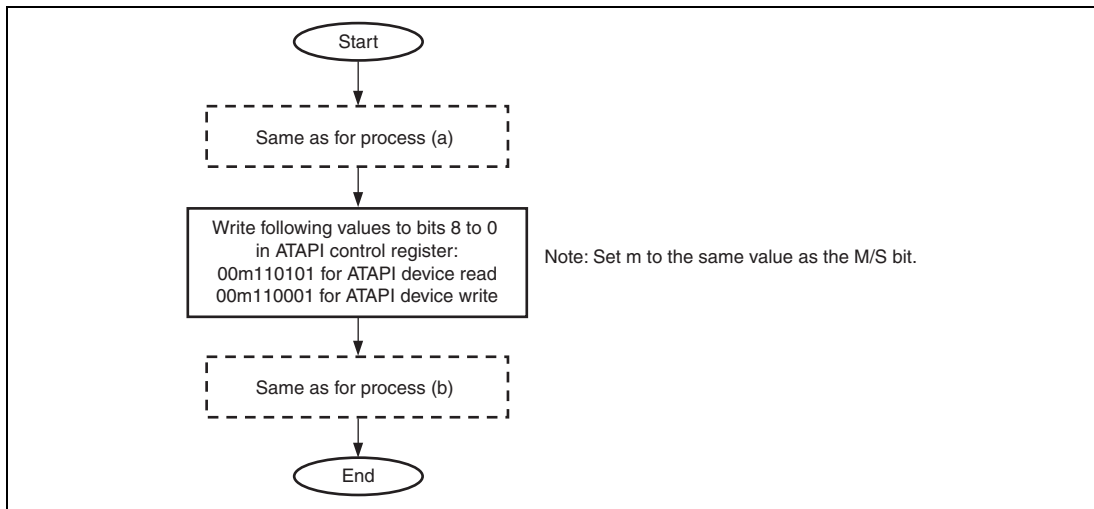 Start
Same as for process (a)
Write following values to bits 8 to 0
in ATAPI control register:
00m110101 for ATAPI device read
00m110001 for ATAPI device write
Note: Set m to the same value as the M/S bit.
Same as for process (b)
End